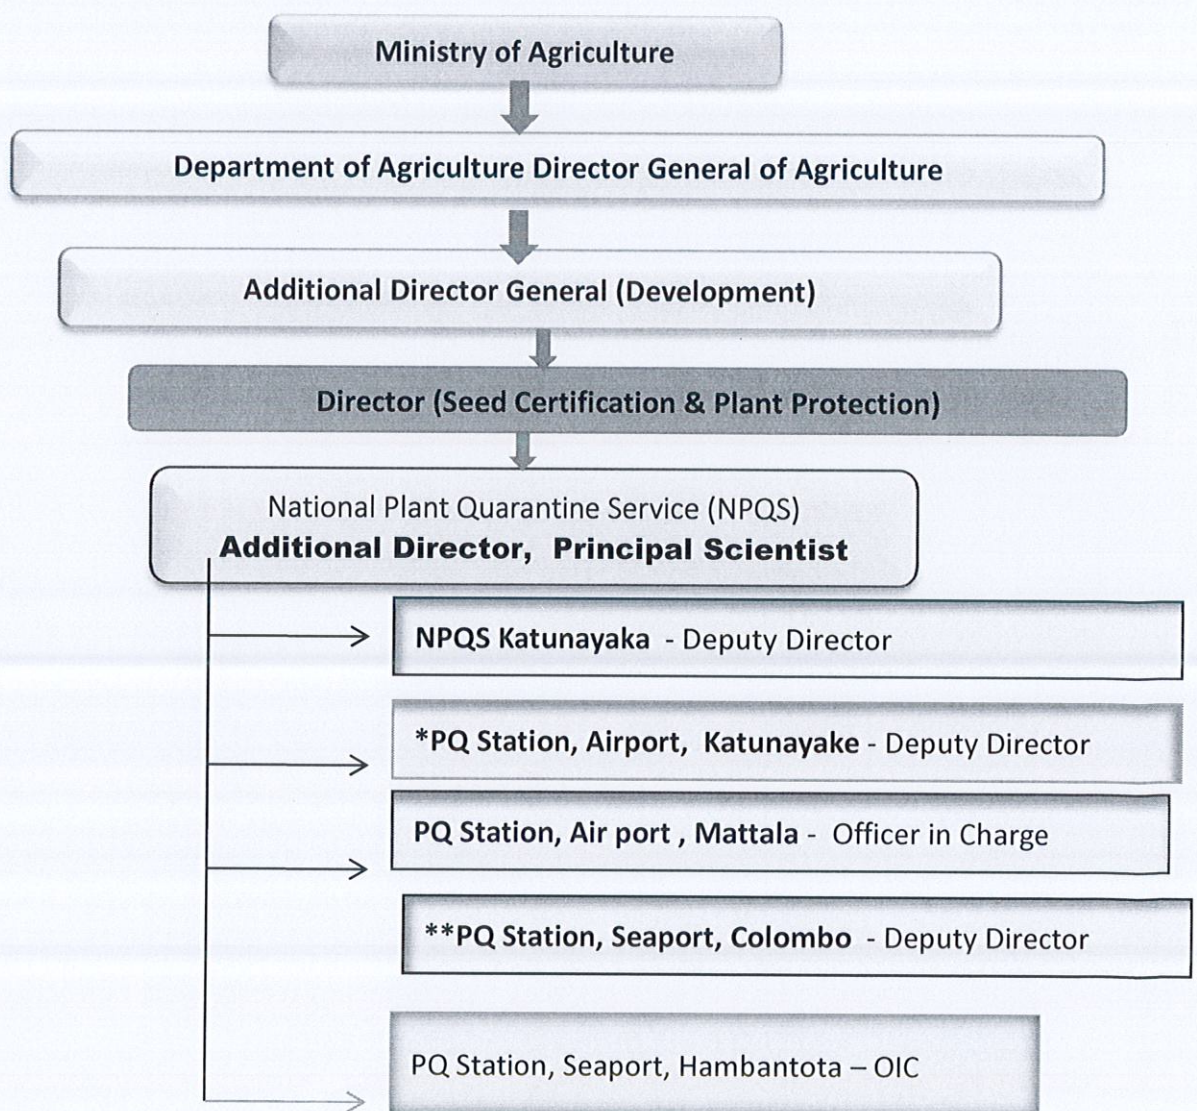 Ministry of Agriculture
Department of Agriculture Director General of Agriculture
Additional Director General (Development)
Director (Seed Certification & Plant Protection)
National Plant Quarantine Service (NPQS)
Additional Director, Principal Scientist
NPQS Katunayaka - Deputy Director
*PQ Station, Airport, Katunayake - Deputy Director
PQ Station, Air port , Mattala - Officer in Charge
**PQ Station, Seaport, Colombo - Deputy Director
PQ Station, Seaport, Hambantota – OIC